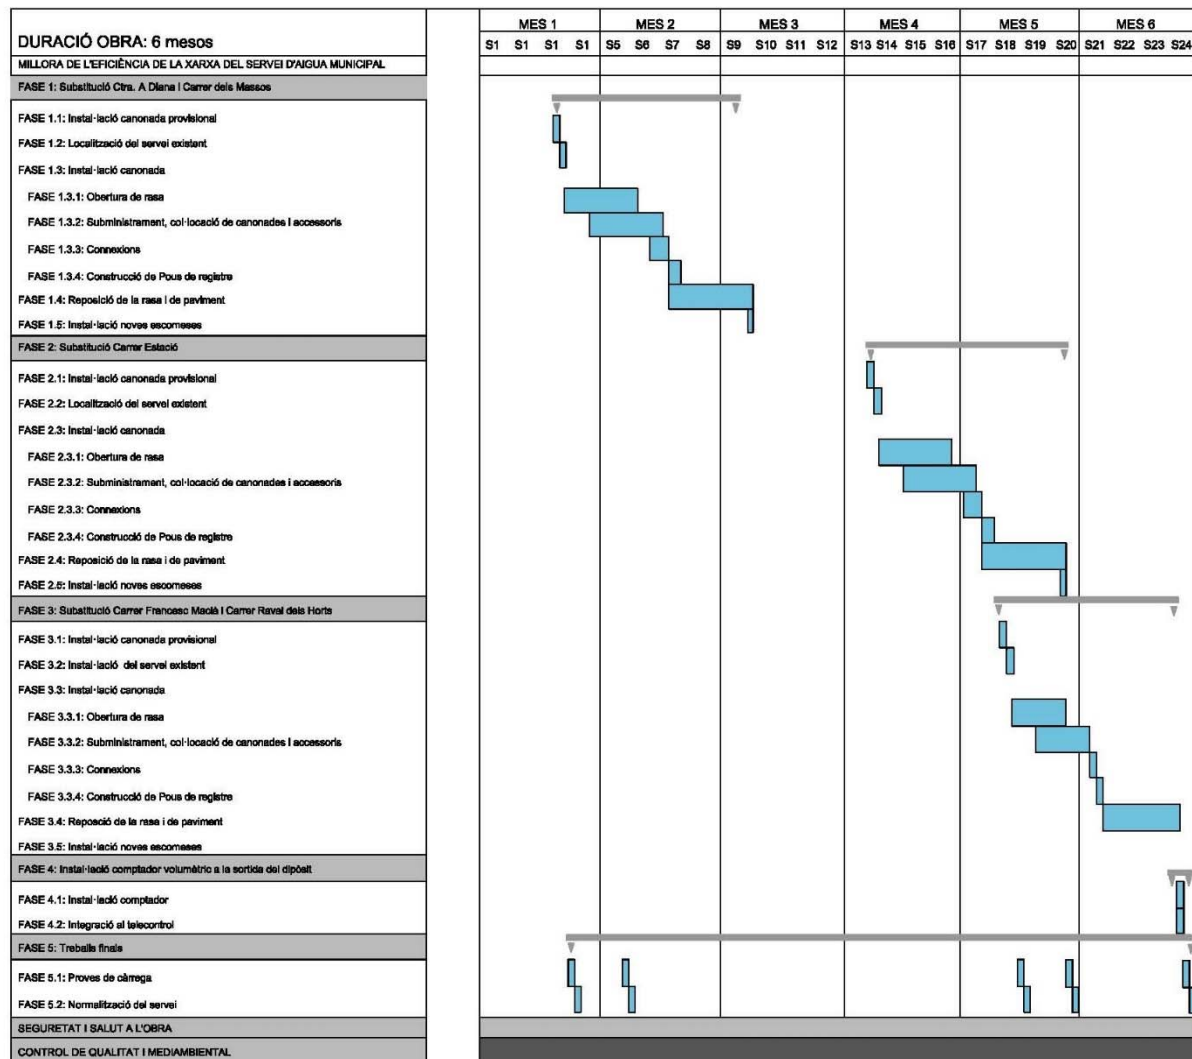 MES 1 MES 2 MES 3 MES 4 MES 5 MES 6
DURACIÓ OBRA: 6 mesos
S1 S1 S1 S1 S5 S6 S7 S8 S9 S10 S11 S12 S13 S14 S15 S16 S17 S18 S19 S20 S21 S22 S23 S24
MILLORA DE L'EFICIÈNCIA DE LA XARXA DEL SERVEI D'AIGUA MUNICIPAL
FASE 1: Substitució Ctra. A Diana i Carrer dels Massos
FASE 1.1: Instal·lació canonada provisional
FASE 1.2: Localització del servei existent
FASE 1.3: Instal·lació canonada
FASE 1.3.1: Obertura de rasa
FASE 1.3.2: Subministrament, col·locació de canonades i accessoris
FASE 1.3.3: Connexions
FASE 1.3.4: Construcció de Pous de registre
FASE 1.4: Reposició de la rasa i de paviment
FASE 1.5: Instal·lació noves escomeses
FASE 2: Substitució Carrer Estació
FASE 2.1: Instal·lació canonada provisional
FASE 2.2: Localització del servei existent
FASE 2.3: Instal·lació canonada
FASE 2.3.1: Obertura de rasa
FASE 2.3.2: Subministrament, col·locació de canonades i accessoris
FASE 2.3.3: Connexions
FASE 2.3.4: Construcció de Pous de registre
FASE 2.4: Reposició de la rasa i de paviment
FASE 2.5: Instal·lació noves escomeses
FASE 3: Substitució Carrer Francesc Macià i Carrer Raval dels Horts
FASE 3.1: Instal·lació canonada provisional
FASE 3.2: Instal·lació del servei existent
FASE 3.3: Instal·lació canonada
FASE 3.3.1: Obertura de rasa
FASE 3.3.2: Subministrament, col·locació de canonades i accessoris
FASE 3.3.3: Connexions
FASE 3.3.4: Construcció de Pous de registre
FASE 3.4: Reposció de la rasa i de paviment
FASE 3.5: Instal·lació noves escomeses
FASE 4: Instal·lació comptador volumètric a la sortida del dipòsit
FASE 4.1: Instal·lació comptador
FASE 4.2: Integració al telecontrol
FASE 5: Treballs finals
FASE 5.1: Proves de càrrega
FASE 5.2: Normalització del servei
SEGURETAT I SALUT A L'OBRA
CONTROL DE QUALITAT I MEDIAMBIENTAL